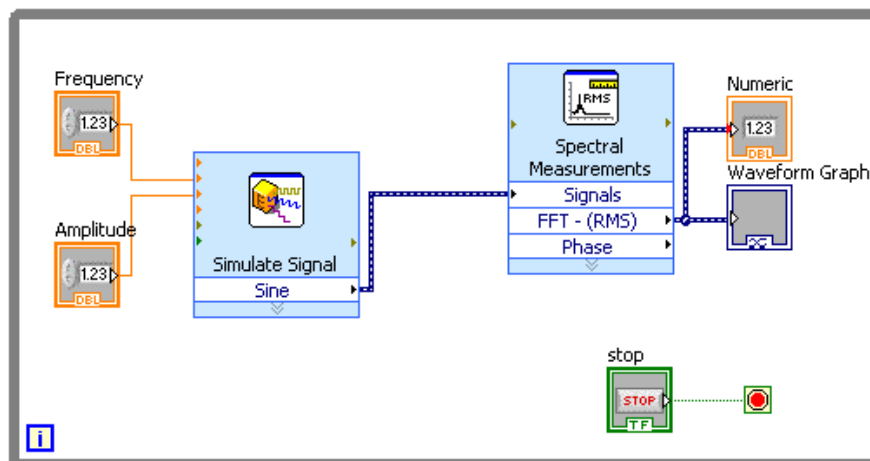 Frequency
1.23
DBL
Amplitude
1.23
DBL
Simulate Signal
Sine
RMS
Spectral
Measurements
Signals
FFT - (RMS)
Phase
Numeric
1.23
DBL
Waveform Graph
stop
STOP
TF
i